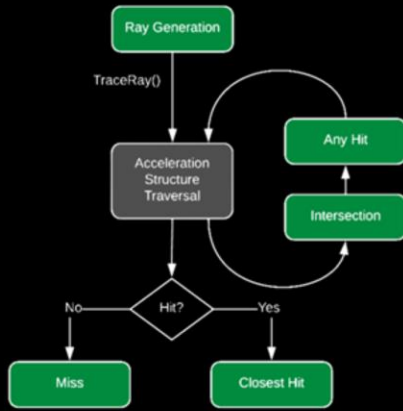 Ray Generation
TraceRay()
Acceleration
Structure
Traversal
Any Hit
Intersection
Hit?
No
Yes
Miss
Closest Hit